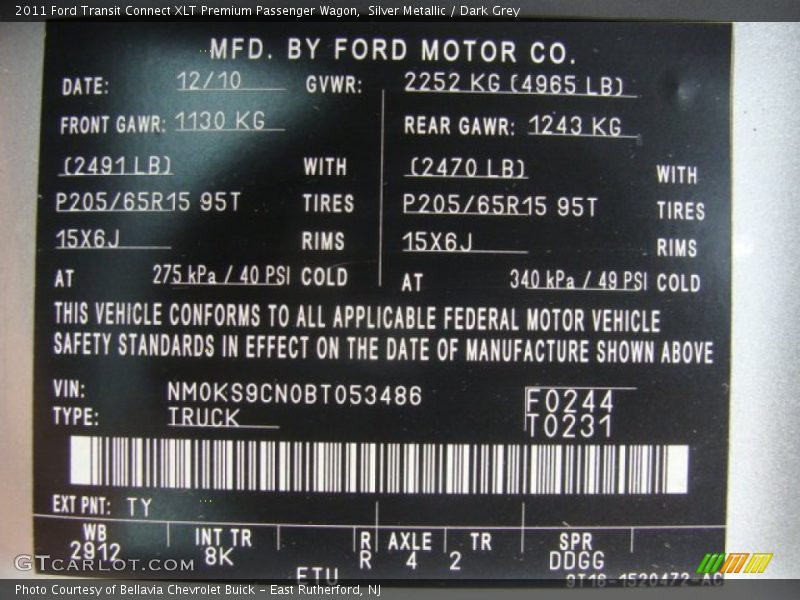 2011 Ford Transit Connect XLT Premium Passenger Wagon,  Silver Metallic / Dark Grey
MFD. BY FORD MOTOR CO.
DATE: 12/10 GVWR: 2252 KG (4965 LB)
FRONT GAWR: 1130 KG REAR GAWR: 1243 KG
(2491 LB) WITH (2470 LB) WITH
P205/65R15 95T TIRES P205/65R15 95T TIRES
15X6J RIMS 15X6J RIMS
AT 275 kPa / 40 PSI COLD AT 340 kPa / 49 PSI COLD
THIS VEHICLE CONFORMS TO ALL APPLICABLE FEDERAL MOTOR VEHICLE
SAFETY STANDARDS IN EFFECT ON THE DATE OF MANUFACTURE SHOWN ABOVE
VIN: NM0KS9CN0BT053486 F0244
TYPE: TRUCK T0231
EXT PNT: TY
WB INT TR R AXLE TR SPR
2912 8K R 4 2 DDGG
ETU 9T16-1520472-AC
GTCarLot.com
Photo Courtesy of Bellavia Chevrolet Buick - East Rutherford, NJ